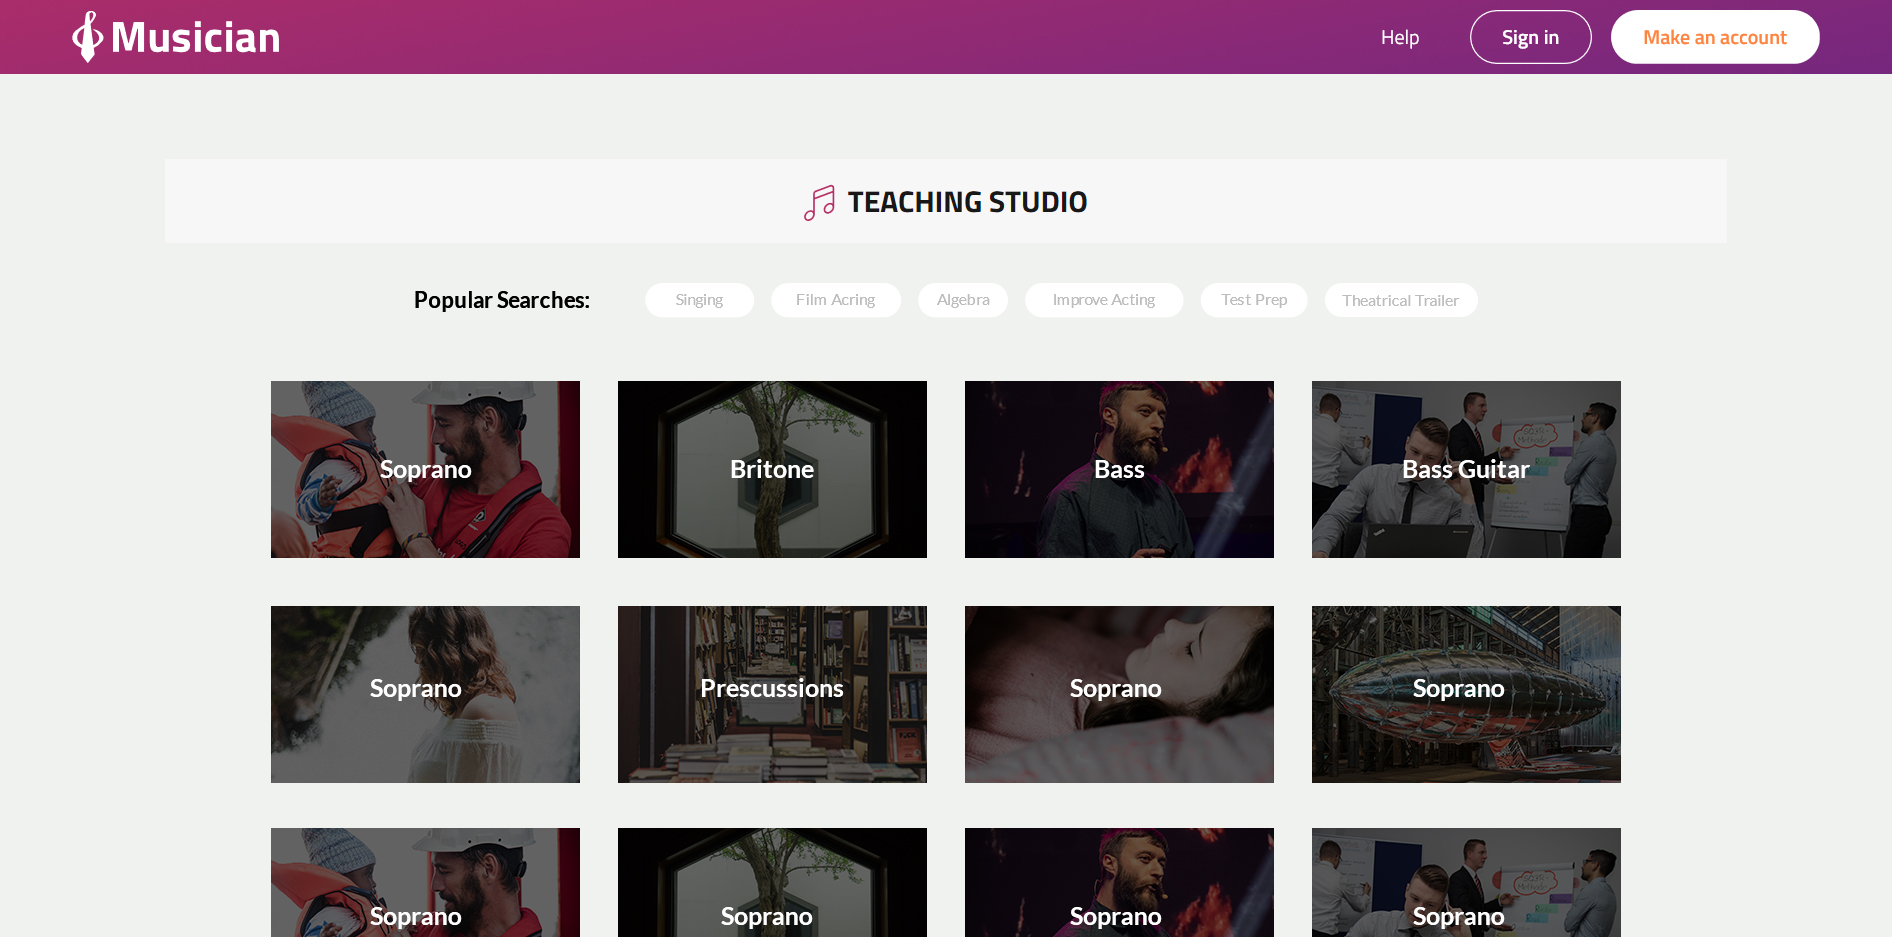 Musician
Help
Sign in
Make an account
TEACHING STUDIO
Popular Searches:
Singing
Film Acring
Algebra
Improve Acting
Test Prep
Theatrical Trailer
Soprano
Britone
Bass
Bass Guitar
Soprano
Prescussions
Soprano
Soprano
Soprano
Soprano
Soprano
Soprano